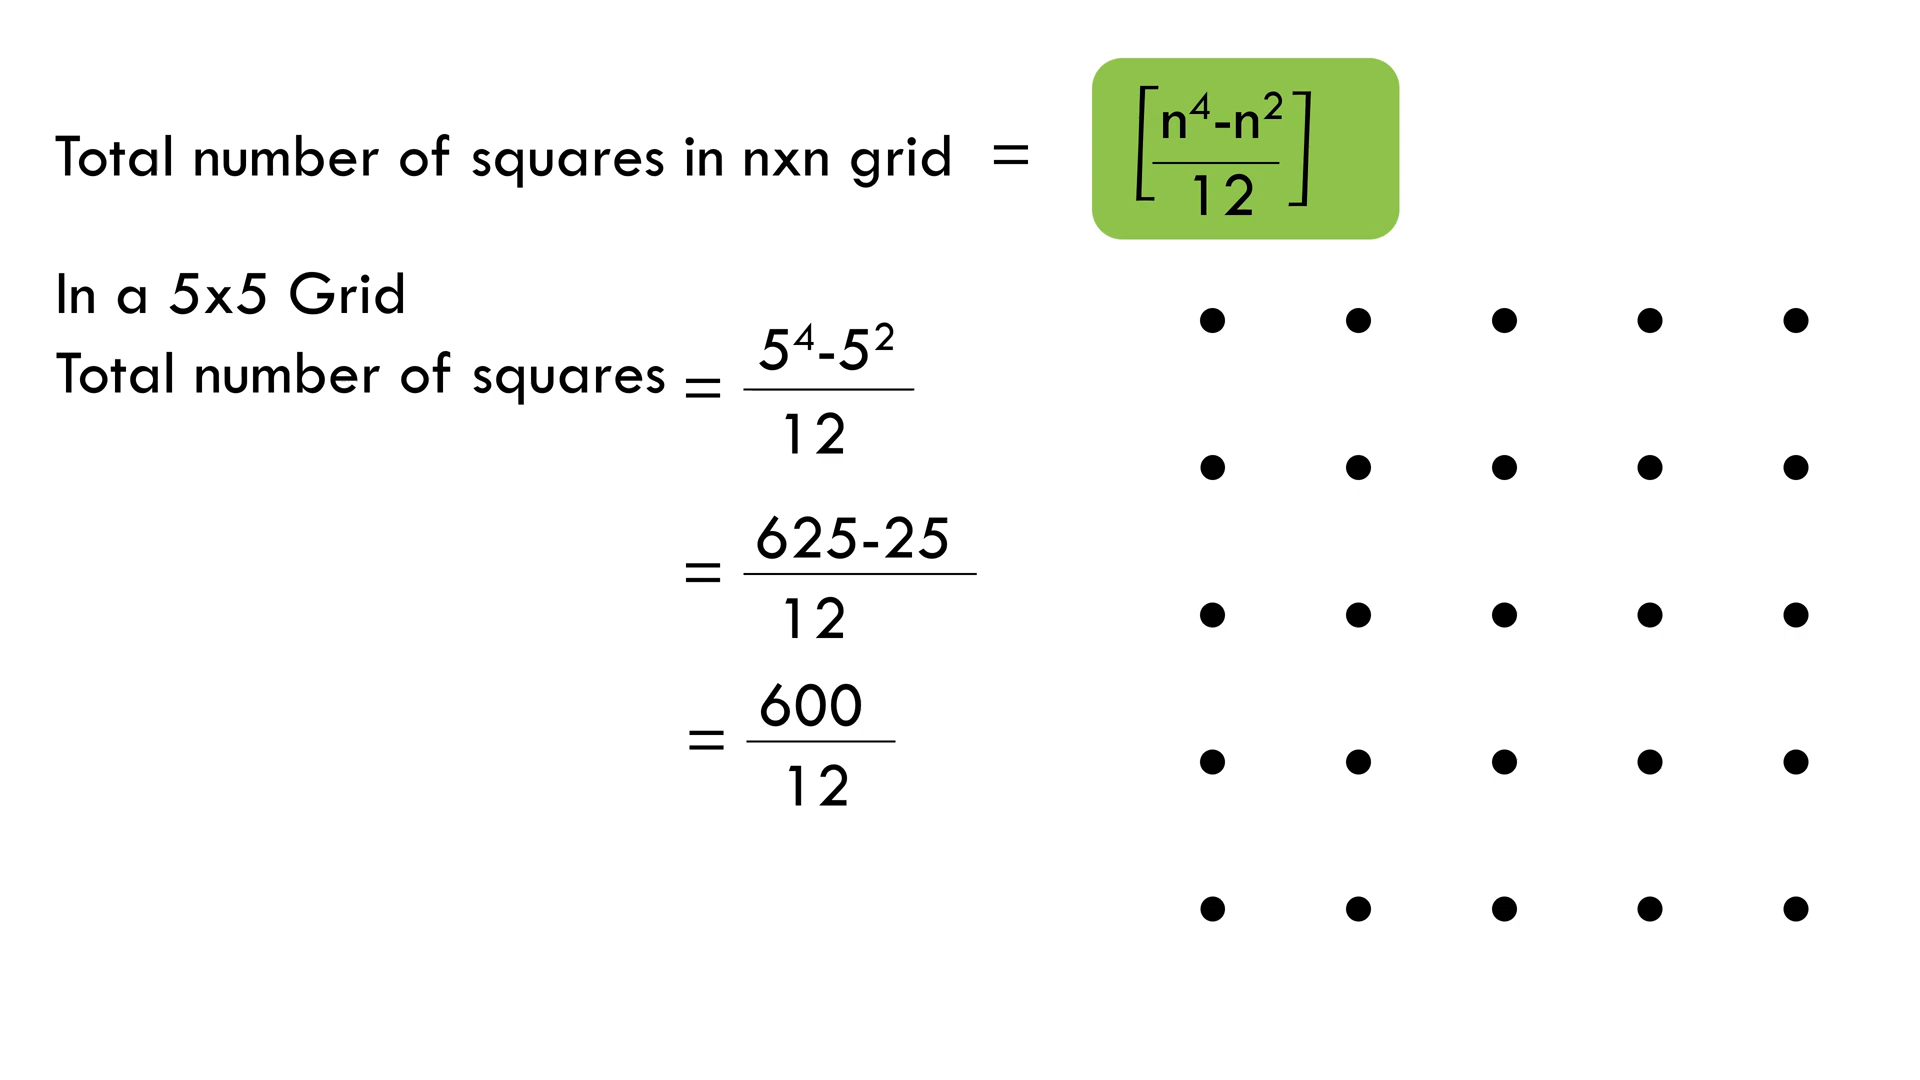 Total number of squares in nxn grid = [n⁴-n²
12]
In a 5x5 Grid
Total number of squares = 5⁴-5²
12
= 625-25
12
= 600
12